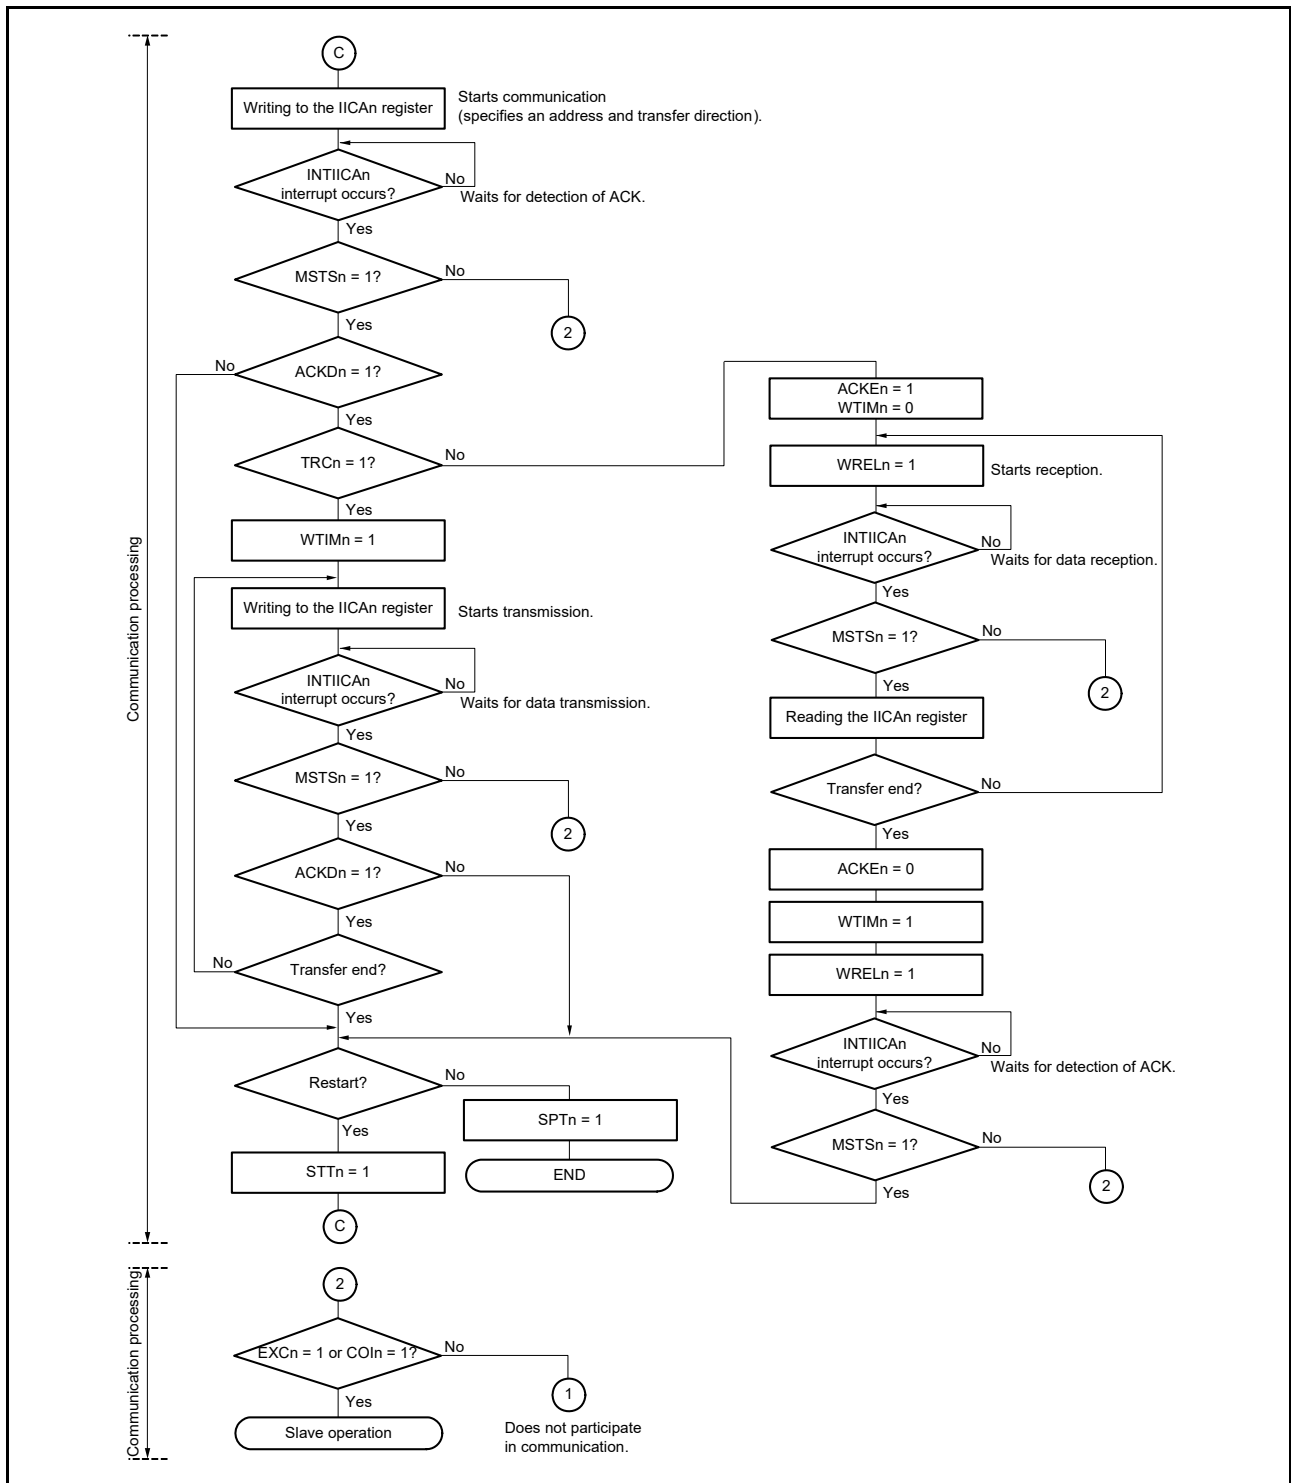 C
Writing to the IICAn register
Starts communication
(specifies an address and transfer direction).
INTIICAn
interrupt occurs?
No
Waits for detection of ACK.
Yes
MSTSn = 1?
No
2
Yes
ACKDn = 1?
No
Yes
TRCn = 1?
No
Yes
WTIMn = 1
Writing to the IICAn register
Starts transmission.
INTIICAn
interrupt occurs?
No
Waits for data transmission.
Yes
MSTSn = 1?
No
2
Yes
ACKDn = 1?
No
Yes
Transfer end?
No
Yes
Restart?
No
SPTn = 1
END
Yes
STTn = 1
C
ACKEn = 1
WTIMn = 0
WRELn = 1
Starts reception.
INTIICAn
interrupt occurs?
No
Waits for data reception.
Yes
MSTSn = 1?
No
2
Yes
Reading the IICAn register
Transfer end?
No
Yes
ACKEn = 0
WTIMn = 1
WRELn = 1
INTIICAn
interrupt occurs?
No
Waits for detection of ACK.
Yes
MSTSn = 1?
No
2
Yes
Communication processing
2
EXCn = 1 or COIn = 1?
No
1
Does not participate
in communication.
Yes
Slave operation
Communication processing